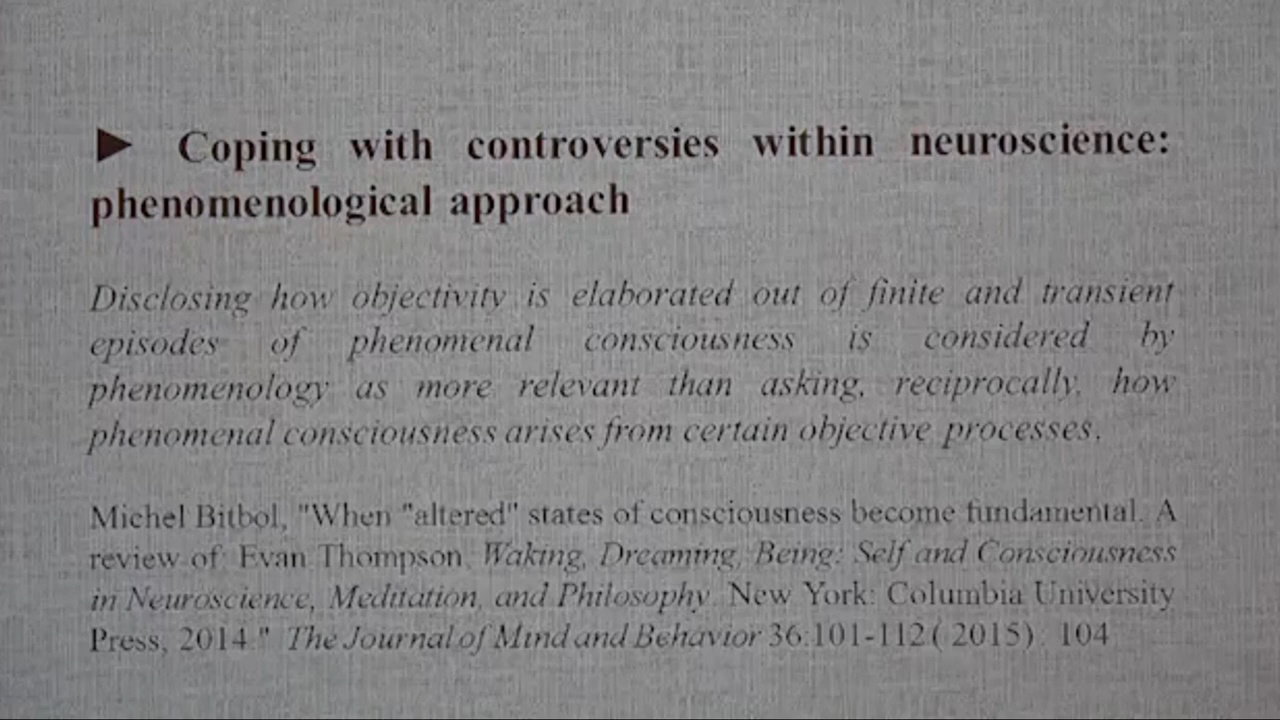 ► Coping with controversies within neuroscience:
phenomenological approach
Disclosing how objectivity is elaborated out of finite and transient
episodes of phenomenal consciousness is considered by
phenomenology as more relevant than asking, reciprocally, how
phenomenal consciousness arises from certain objective processes.
Michel Bitbol, "When "altered" states of consciousness become fundamental. A
review of: Evan Thompson, Waking, Dreaming, Being: Self and Consciousness
in Neuroscience, Meditation, and Philosophy. New York: Columbia University
Press, 2014." The Journal of Mind and Behavior 36:101-112 ( 2015). 104